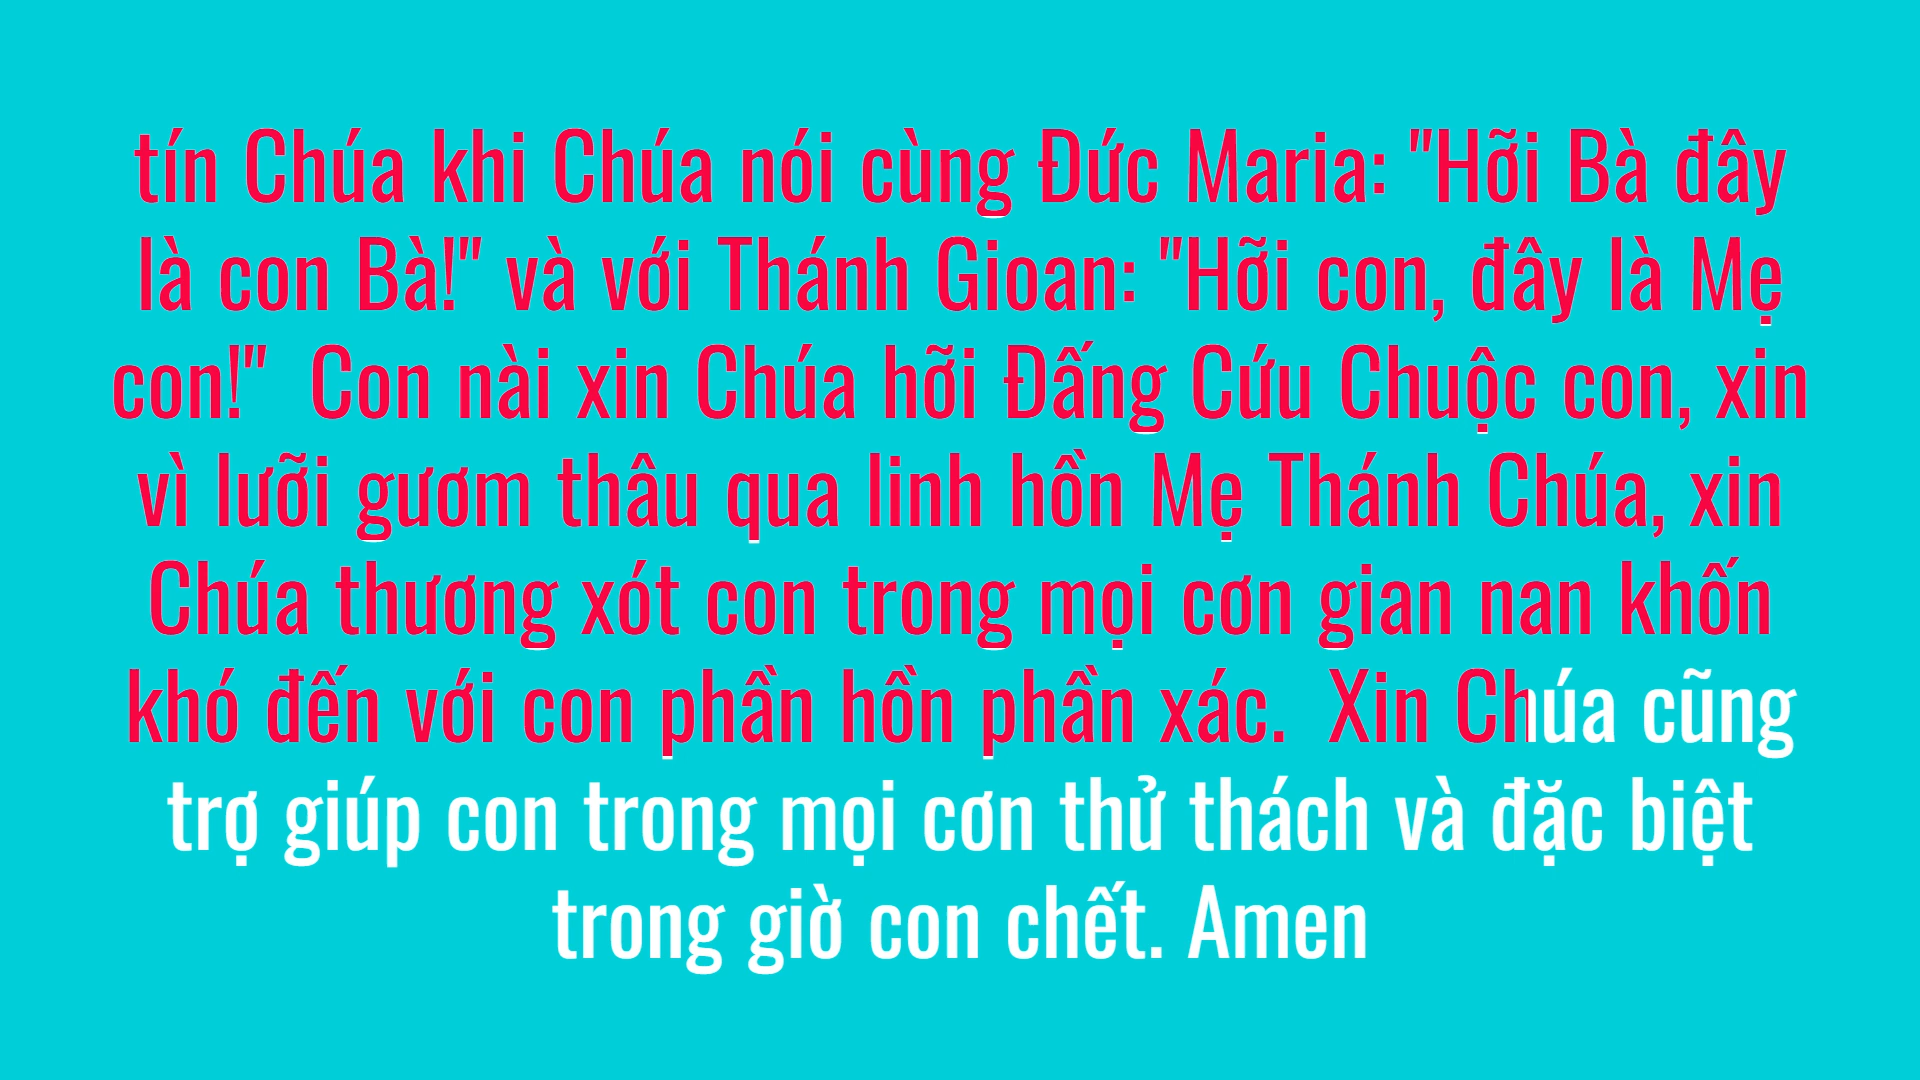 tín Chúa khi Chúa nói cùng Đức Maria: "Hỡi Bà đây
là con Bà!" và với Thánh Gioan: "Hỡi con, đây là Mẹ
con!"  Con nài xin Chúa hỡi Đấng Cứu Chuộc con, xin
vì lưỡi gươm thâu qua linh hồn Mẹ Thánh Chúa, xin
Chúa thương xót con trong mọi cơn gian nan khốn
khó đến với con phần hồn phần xác.  Xin Chúa cũng
trợ giúp con trong mọi cơn thử thách và đặc biệt
trong giờ con chết. Amen